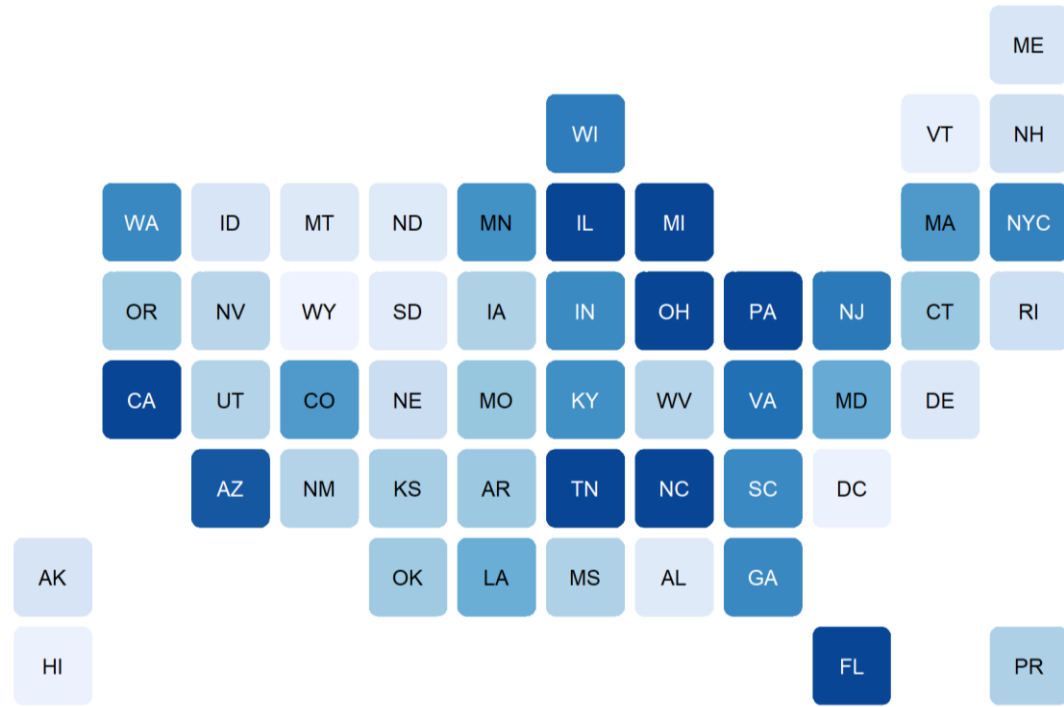 ME
WI VT NH
WA ID MT ND MN IL MI MA NYC
OR NV WY SD IA IN OH PA NJ CT RI
CA UT CO NE MO KY WV VA MD DE
AZ NM KS AR TN NC SC DC
AK OK LA MS AL GA
HI FL PR